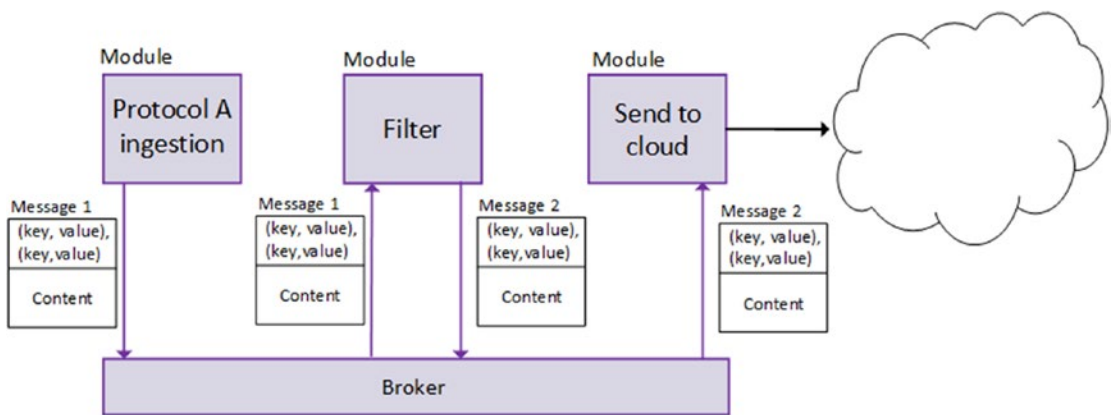 Module
Protocol A
ingestion
Module
Filter
Module
Send to
cloud
Message 1
(key, value),
(key,value)
Content
Message 1
(key, value),
(key,value)
Content
Message 2
(key, value),
(key,value)
Content
Message 2
(key, value),
(key,value)
Content
Broker